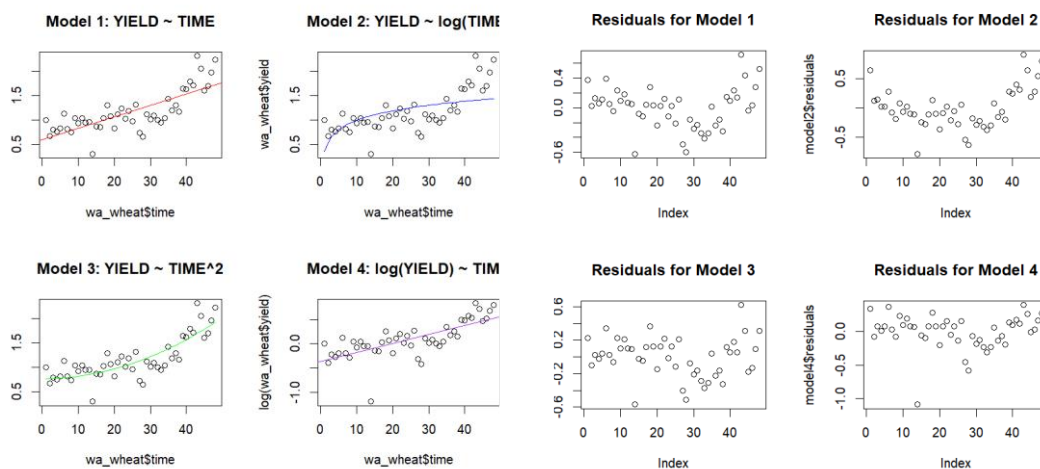 Model 1: YIELD ~ TIME
1.5
0.5
0 10 20 30 40
wa_wheat$time
Model 2: YIELD ~ log(TIME
wa_wheat$yield
1.5
0.5
0 10 20 30 40
wa_wheat$time
Residuals for Model 1
0.4
0.0
-0.6
0 10 20 30 40
Index
Residuals for Model 2
model2$residuals
0.5
-0.5
0 10 20 30 40
Index
Model 3: YIELD ~ TIME^2
1.5
0.5
0 10 20 30 40
wa_wheat$time
Model 4: log(YIELD) ~ TIM
log(wa_wheat$yield)
0.0
-1.0
0 10 20 30 40
wa_wheat$time
Residuals for Model 3
0.6
0.2
-0.2
-0.6
0 10 20 30 40
Index
Residuals for Model 4
model4$residuals
0.0
-1.0
0 10 20 30 40
Index